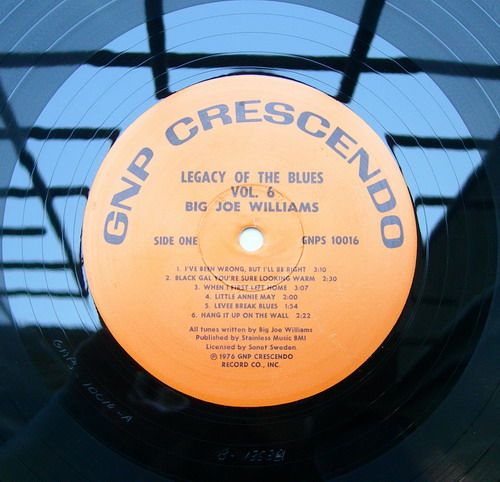 GNP CRESCENDO
LEGACY OF THE BLUES
VOL. 6
BIG JOE WILLIAMS
SIDE ONE GNPS 10016
1. I'VE BEEN WRONG, BUT I'LL BB RIGHT 3:10
2. BLACK GAL YOU'RE SURE LOOKING WARM 2:30
3. WHEN I FIRST LEFT HOME 3:07
4. LITTLE ANNIE MAY 2:00
5. LEVEE BREAK BLUES 1:54
6. HANG IT UP ON THE WALL 2:22
All tunes written by Big Joe Williams
Published by Stainless Music BMI
Licensed by Sonet Sweden.
℗ 1976 GNP CRESCENDO
RECORD CO., INC.
GNPS 10016-A